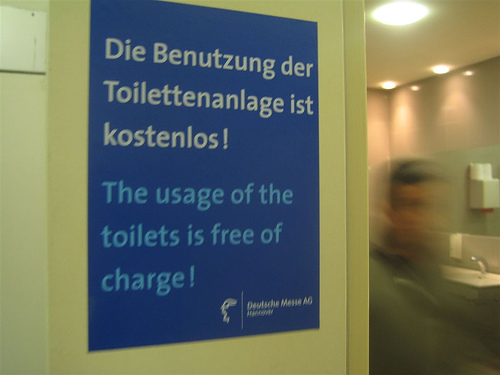 Die Benutzung der
Toilettenanlage ist
kostenlos!
The usage of the
toilets is free of
charge!
Deutsche Messe AG
Hannover